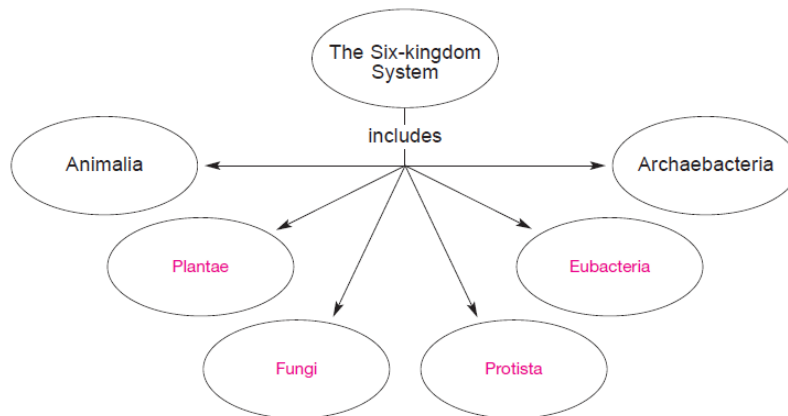 The Six-kingdom
System
includes
Animalia
Archaebacteria
Plantae
Eubacteria
Fungi
Protista